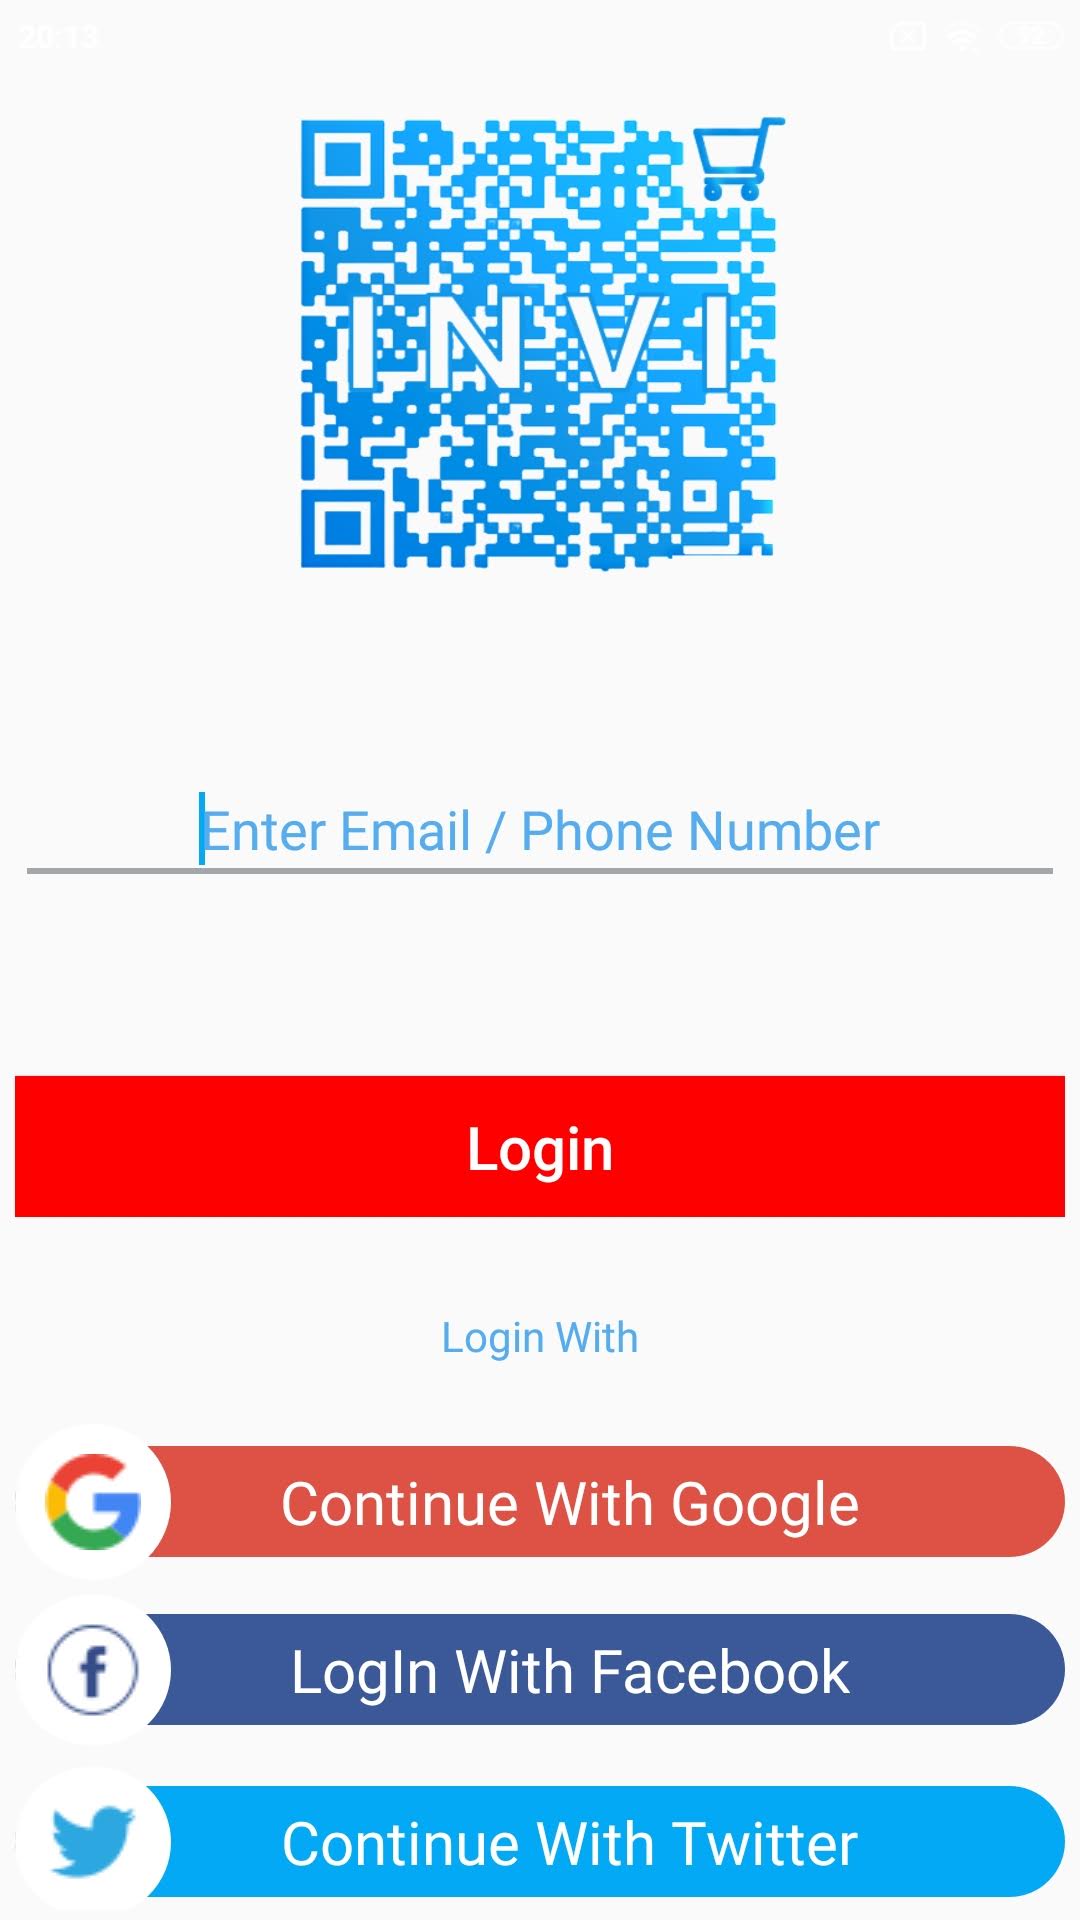 20:13
INVI
Enter Email / Phone Number
Login
Login With
Continue With Google
LogIn With Facebook
Continue With Twitter